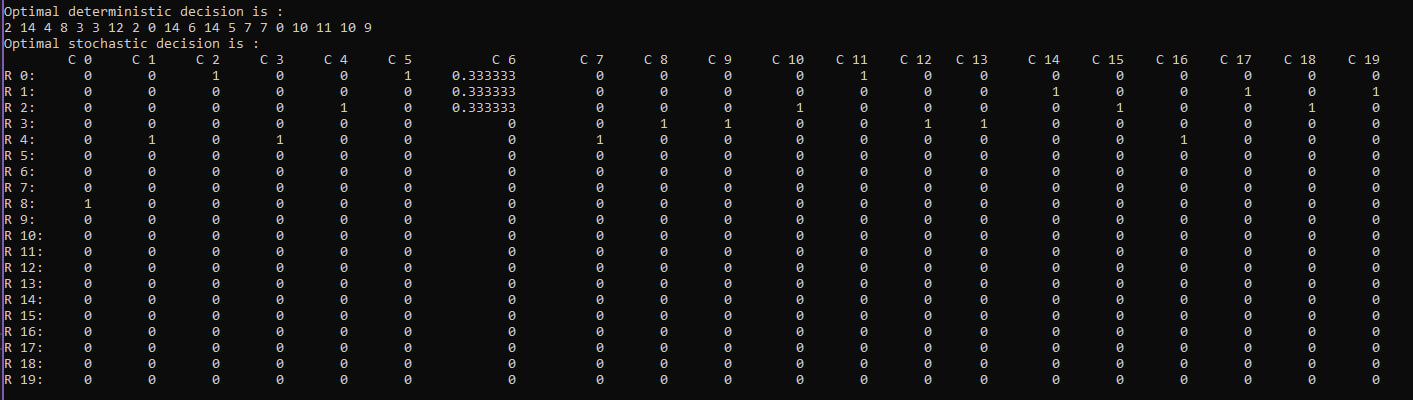 Optimal deterministic decision is :
2 14 4 8 3 3 12 2 0 14 6 14 5 7 7 0 10 11 10 9
Optimal stochastic decision is :
C 0 C 1 C 2 C 3 C 4 C 5 C 6 C 7 C 8 C 9 C 10 C 11 C 12 C 13 C 14 C 15 C 16 C 17 C 18 C 19
R 0: 0 0 1 0 0 1 0.333333 0 0 0 0 1 0 0 0 0 0 0 0 0
R 1: 0 0 0 0 0 0 0.333333 0 0 0 0 0 0 0 1 0 0 1 0 1
R 2: 0 0 0 0 1 0 0.333333 0 0 0 1 0 0 0 0 1 0 0 1 0
R 3: 0 0 0 0 0 0 0 0 1 1 0 0 1 1 0 0 0 0 0 0
R 4: 0 1 0 1 0 0 0 1 0 0 0 0 0 0 0 0 1 0 0 0
R 5: 0 0 0 0 0 0 0 0 0 0 0 0 0 0 0 0 0 0 0 0
R 6: 0 0 0 0 0 0 0 0 0 0 0 0 0 0 0 0 0 0 0 0
R 7: 0 0 0 0 0 0 0 0 0 0 0 0 0 0 0 0 0 0 0 0
R 8: 1 0 0 0 0 0 0 0 0 0 0 0 0 0 0 0 0 0 0 0
R 9: 0 0 0 0 0 0 0 0 0 0 0 0 0 0 0 0 0 0 0 0
R 10: 0 0 0 0 0 0 0 0 0 0 0 0 0 0 0 0 0 0 0 0
R 11: 0 0 0 0 0 0 0 0 0 0 0 0 0 0 0 0 0 0 0 0
R 12: 0 0 0 0 0 0 0 0 0 0 0 0 0 0 0 0 0 0 0 0
R 13: 0 0 0 0 0 0 0 0 0 0 0 0 0 0 0 0 0 0 0 0
R 14: 0 0 0 0 0 0 0 0 0 0 0 0 0 0 0 0 0 0 0 0
R 15: 0 0 0 0 0 0 0 0 0 0 0 0 0 0 0 0 0 0 0 0
R 16: 0 0 0 0 0 0 0 0 0 0 0 0 0 0 0 0 0 0 0 0
R 17: 0 0 0 0 0 0 0 0 0 0 0 0 0 0 0 0 0 0 0 0
R 18: 0 0 0 0 0 0 0 0 0 0 0 0 0 0 0 0 0 0 0 0
R 19: 0 0 0 0 0 0 0 0 0 0 0 0 0 0 0 0 0 0 0 0